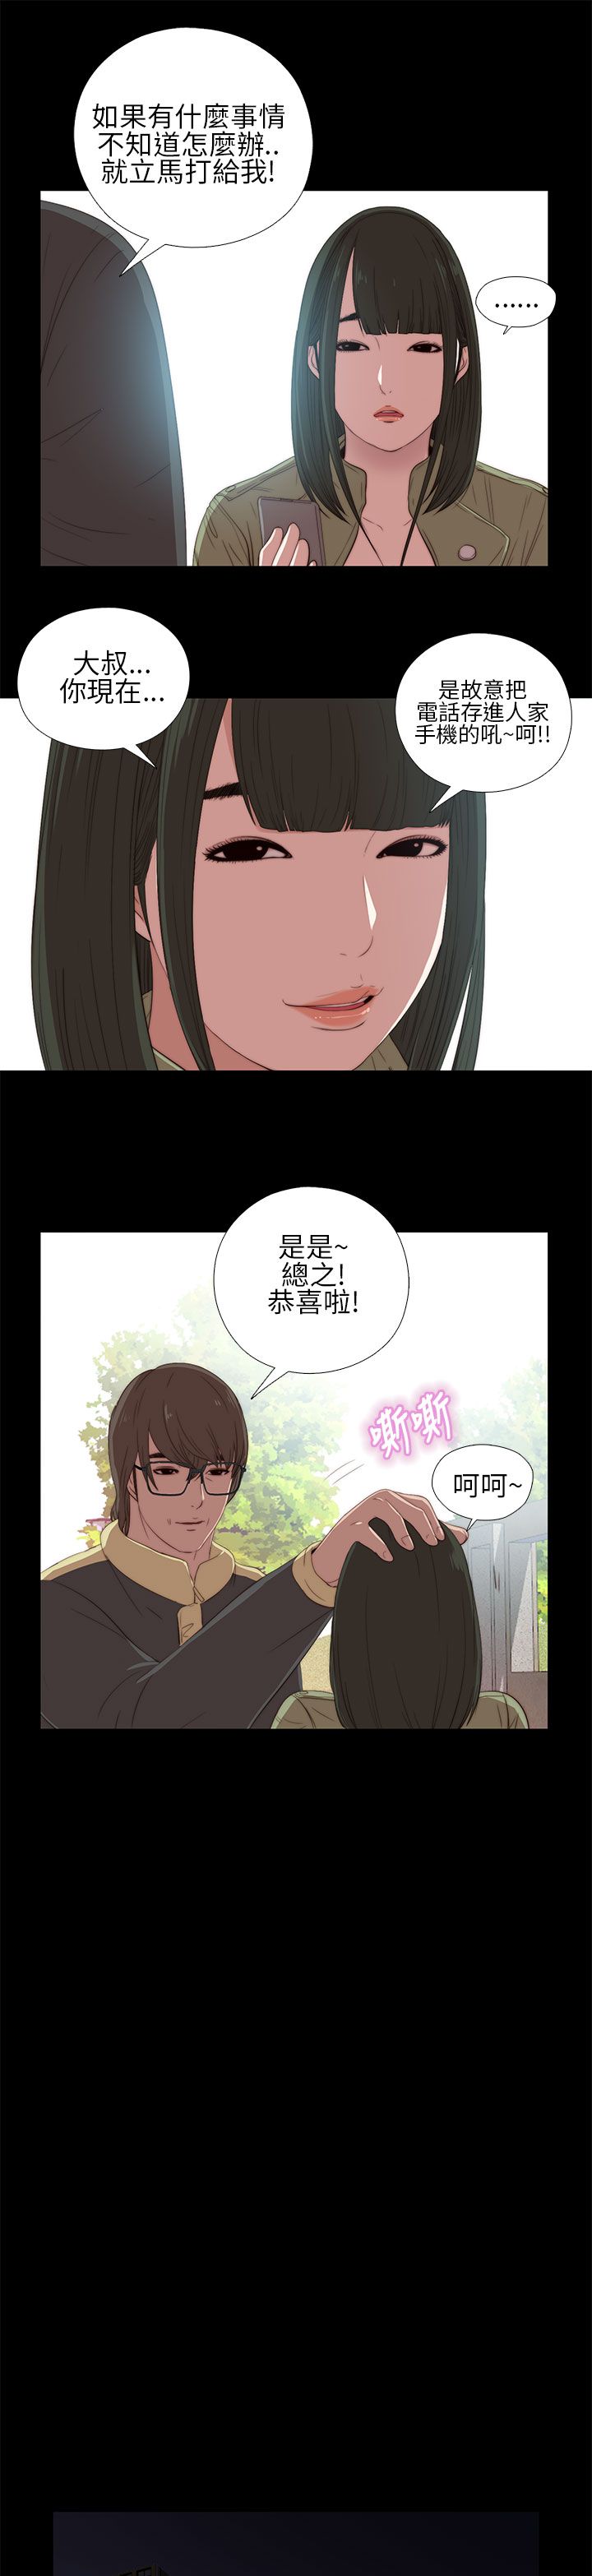 如果有什麼事情
不知道怎麼辦..
就立馬打給我!
......
大叔...
你現在...
是故意把
電話存進人家
手機的吼~呵!!
是是~
總之!
恭喜啦!
嘶嘶
呵呵~